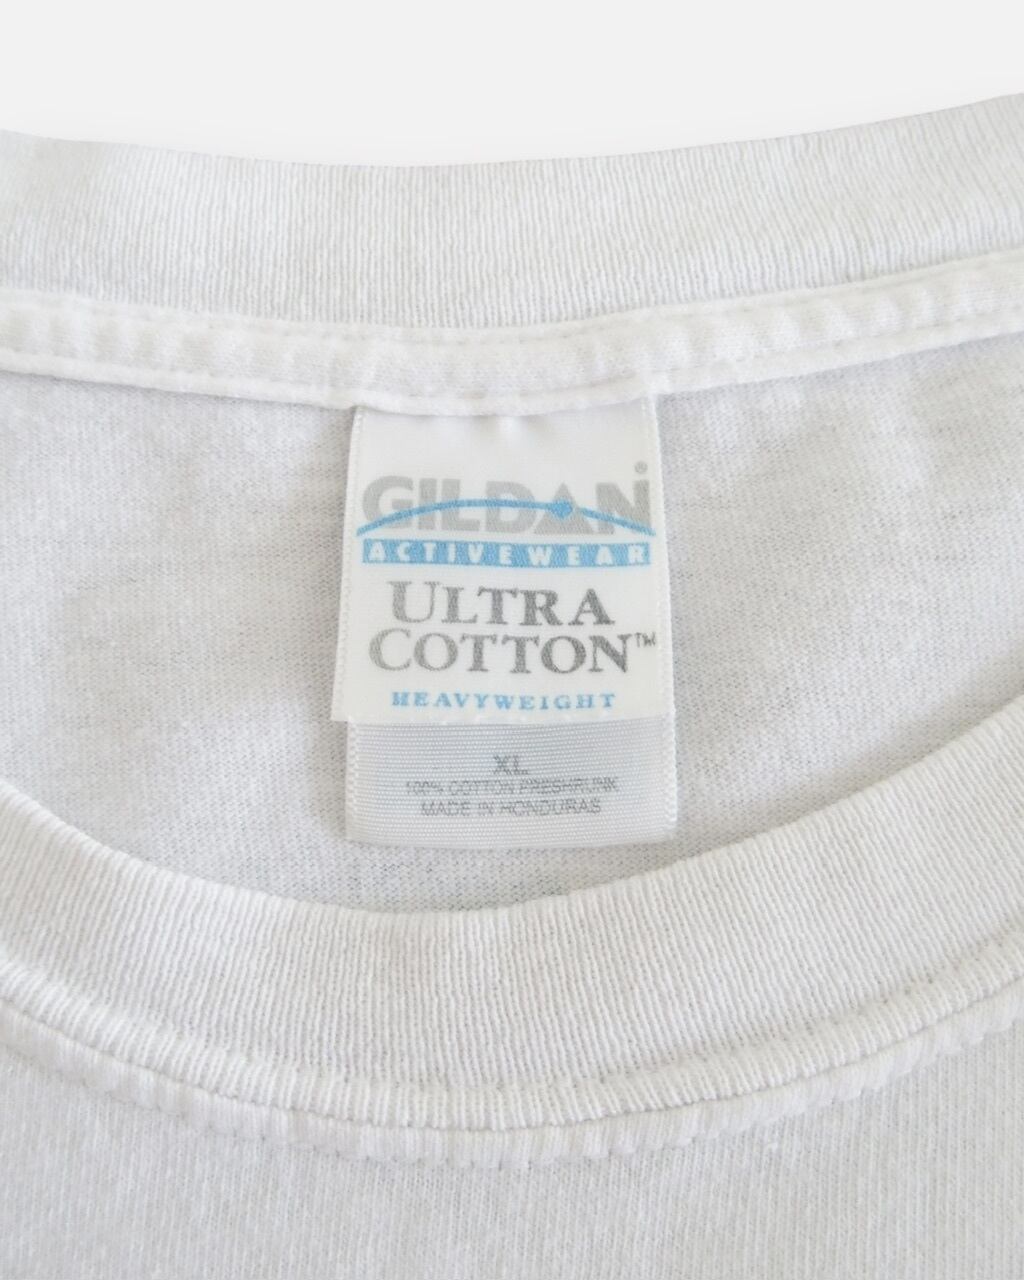 GILDAN®
ACTIVEWEAR
ULTRA
COTTON™
HEAVYWEIGHT
XL
100% COTTON PRESHRUNK
MADE IN HONDURAS